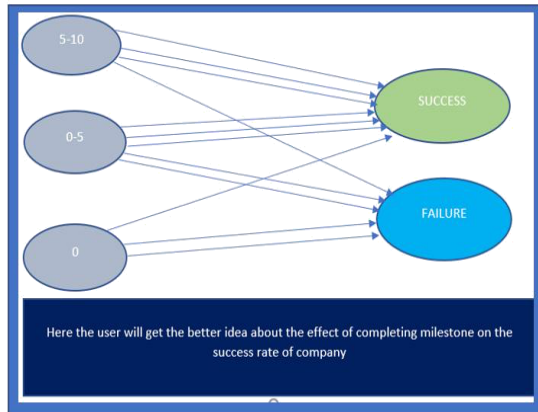 5-10
SUCCESS
0-5
FAILURE
0
Here the user will get the better idea about the effect of completing milestone on the
success rate of company